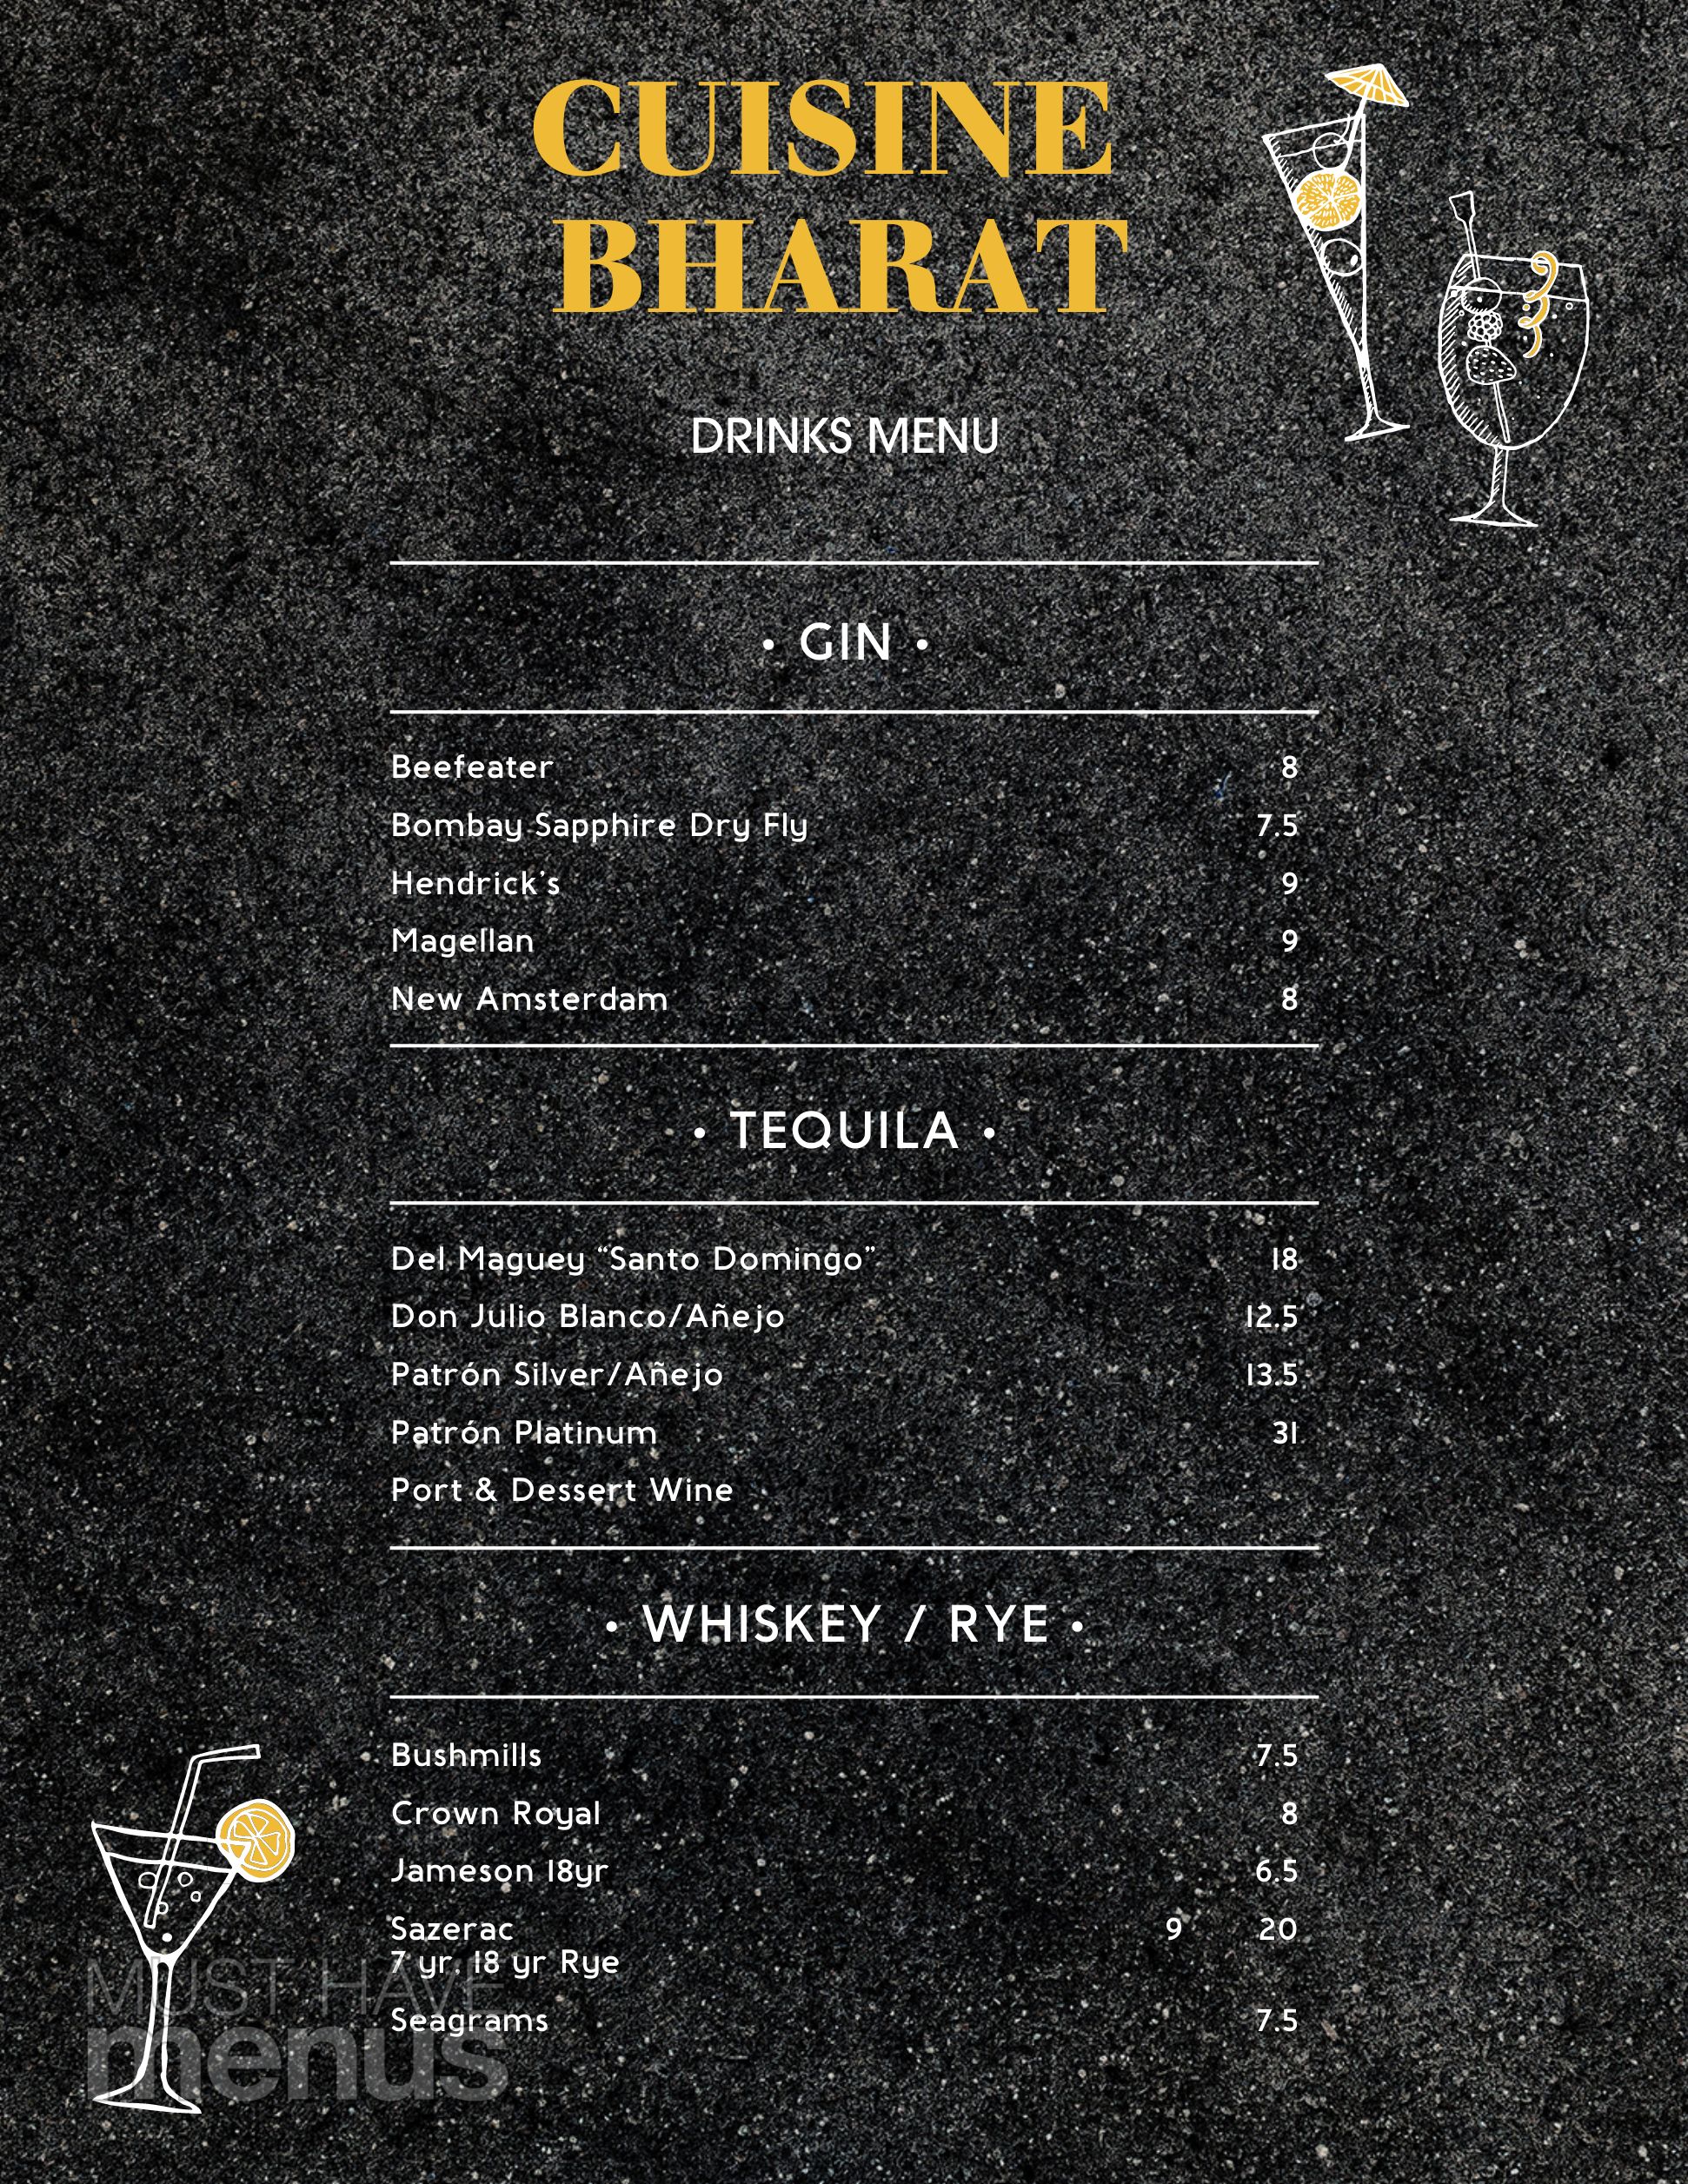 CUISINE
BHARAT
DRINKS MENU
• GIN •
Beefeater 8
Bombay Sapphire Dry Fly 7.5
Hendrick’s 9
Magellan 9
New Amsterdam 8
• TEQUILA •
Del Maguey “Santo Domingo” 18
Don Julio Blanco/Añejo 12.5
Patrón Silver/Añejo 13.5
Patrón Platinum 31
Port & Dessert Wine
• WHISKEY / RYE •
Bushmills 7.5
Crown Royal 8
Jameson 18yr 6.5
Sazerac 9 20
7 yr, 18 yr Rye
Seagrams 7.5
MUST HAVE
menus